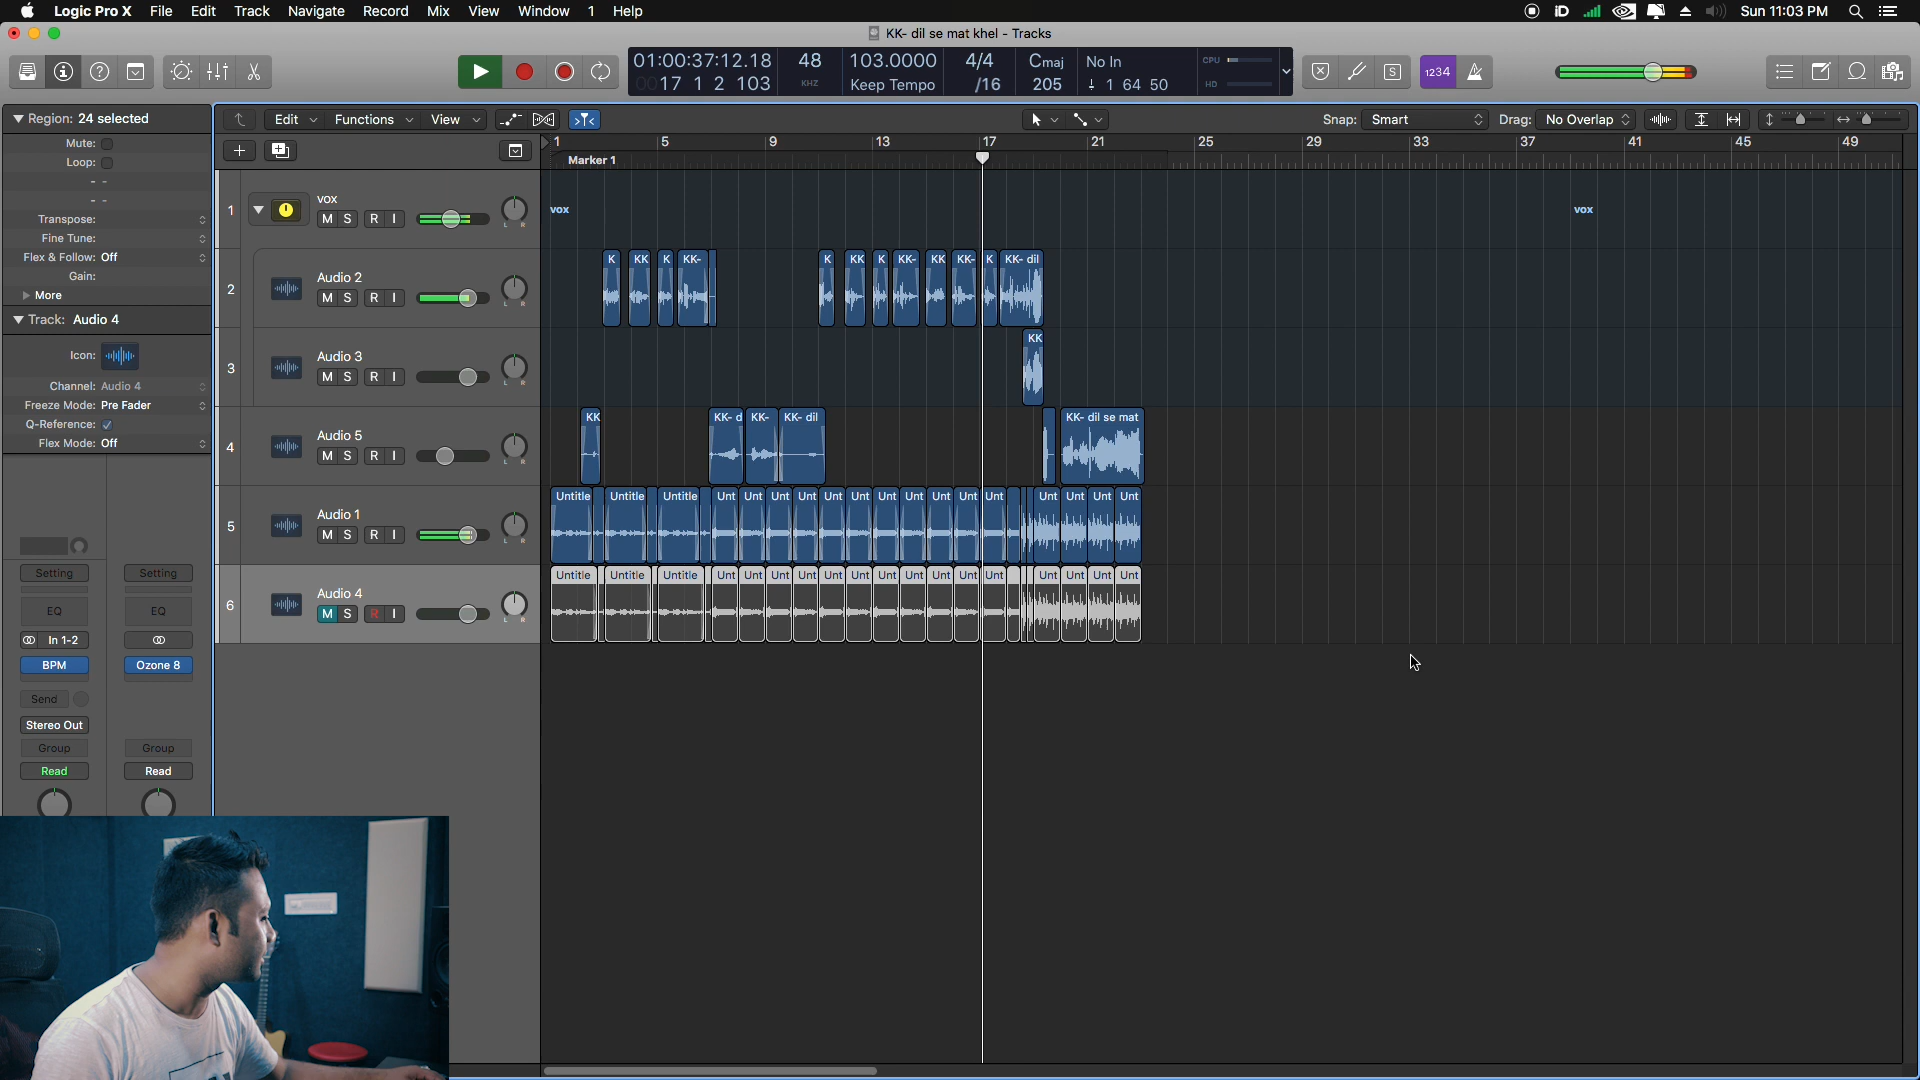 Logic Pro X File Edit Track Navigate Record Mix View Window 1 Help
iD Sun 11:03 PM
KK- dil se mat khel - Tracks
01:00:37:12.18 48 103.0000 4/4 Cmaj No In CPU
17 1 2 103 KHZ Keep Tempo /16 205 1 64 50 HD
S 1234
Region: 24 selected
Edit Functions View
Snap: Smart Drag: No Overlap
Mute:
Loop:
- -
- -
Transpose:
Fine Tune:
Flex & Follow: Off
Gain:
More
Track: Audio 4
Icon:
Channel: Audio 4
Freeze Mode: Pre Fader
Q-Reference:
Flex Mode: Off
Setting Setting
EQ EQ
In 1-2
BPM Ozone 8
Send
Stereo Out
Group Group
Read Read
1 5 9 13 17 21 25 29 33 37 41 45 49
Marker 1
1 vox
M S R I L R
vox vox
2 Audio 2
M S R I L R
K KK K KK- K KK K KK- KK KK- K KK- dil
3 Audio 3
M S R I L R
KK
4 Audio 5
M S R I L R
KK KK- d KK- KK- dil KK- dil se mat
5 Audio 1
M S R I L R
Untitle Untitle Untitle Unt Unt Unt Unt Unt Unt Unt Unt Unt Unt Unt Unt Unt Unt Unt
6 Audio 4
M S R I L R
Untitle Untitle Untitle Unt Unt Unt Unt Unt Unt Unt Unt Unt Unt Unt Unt Unt Unt Unt